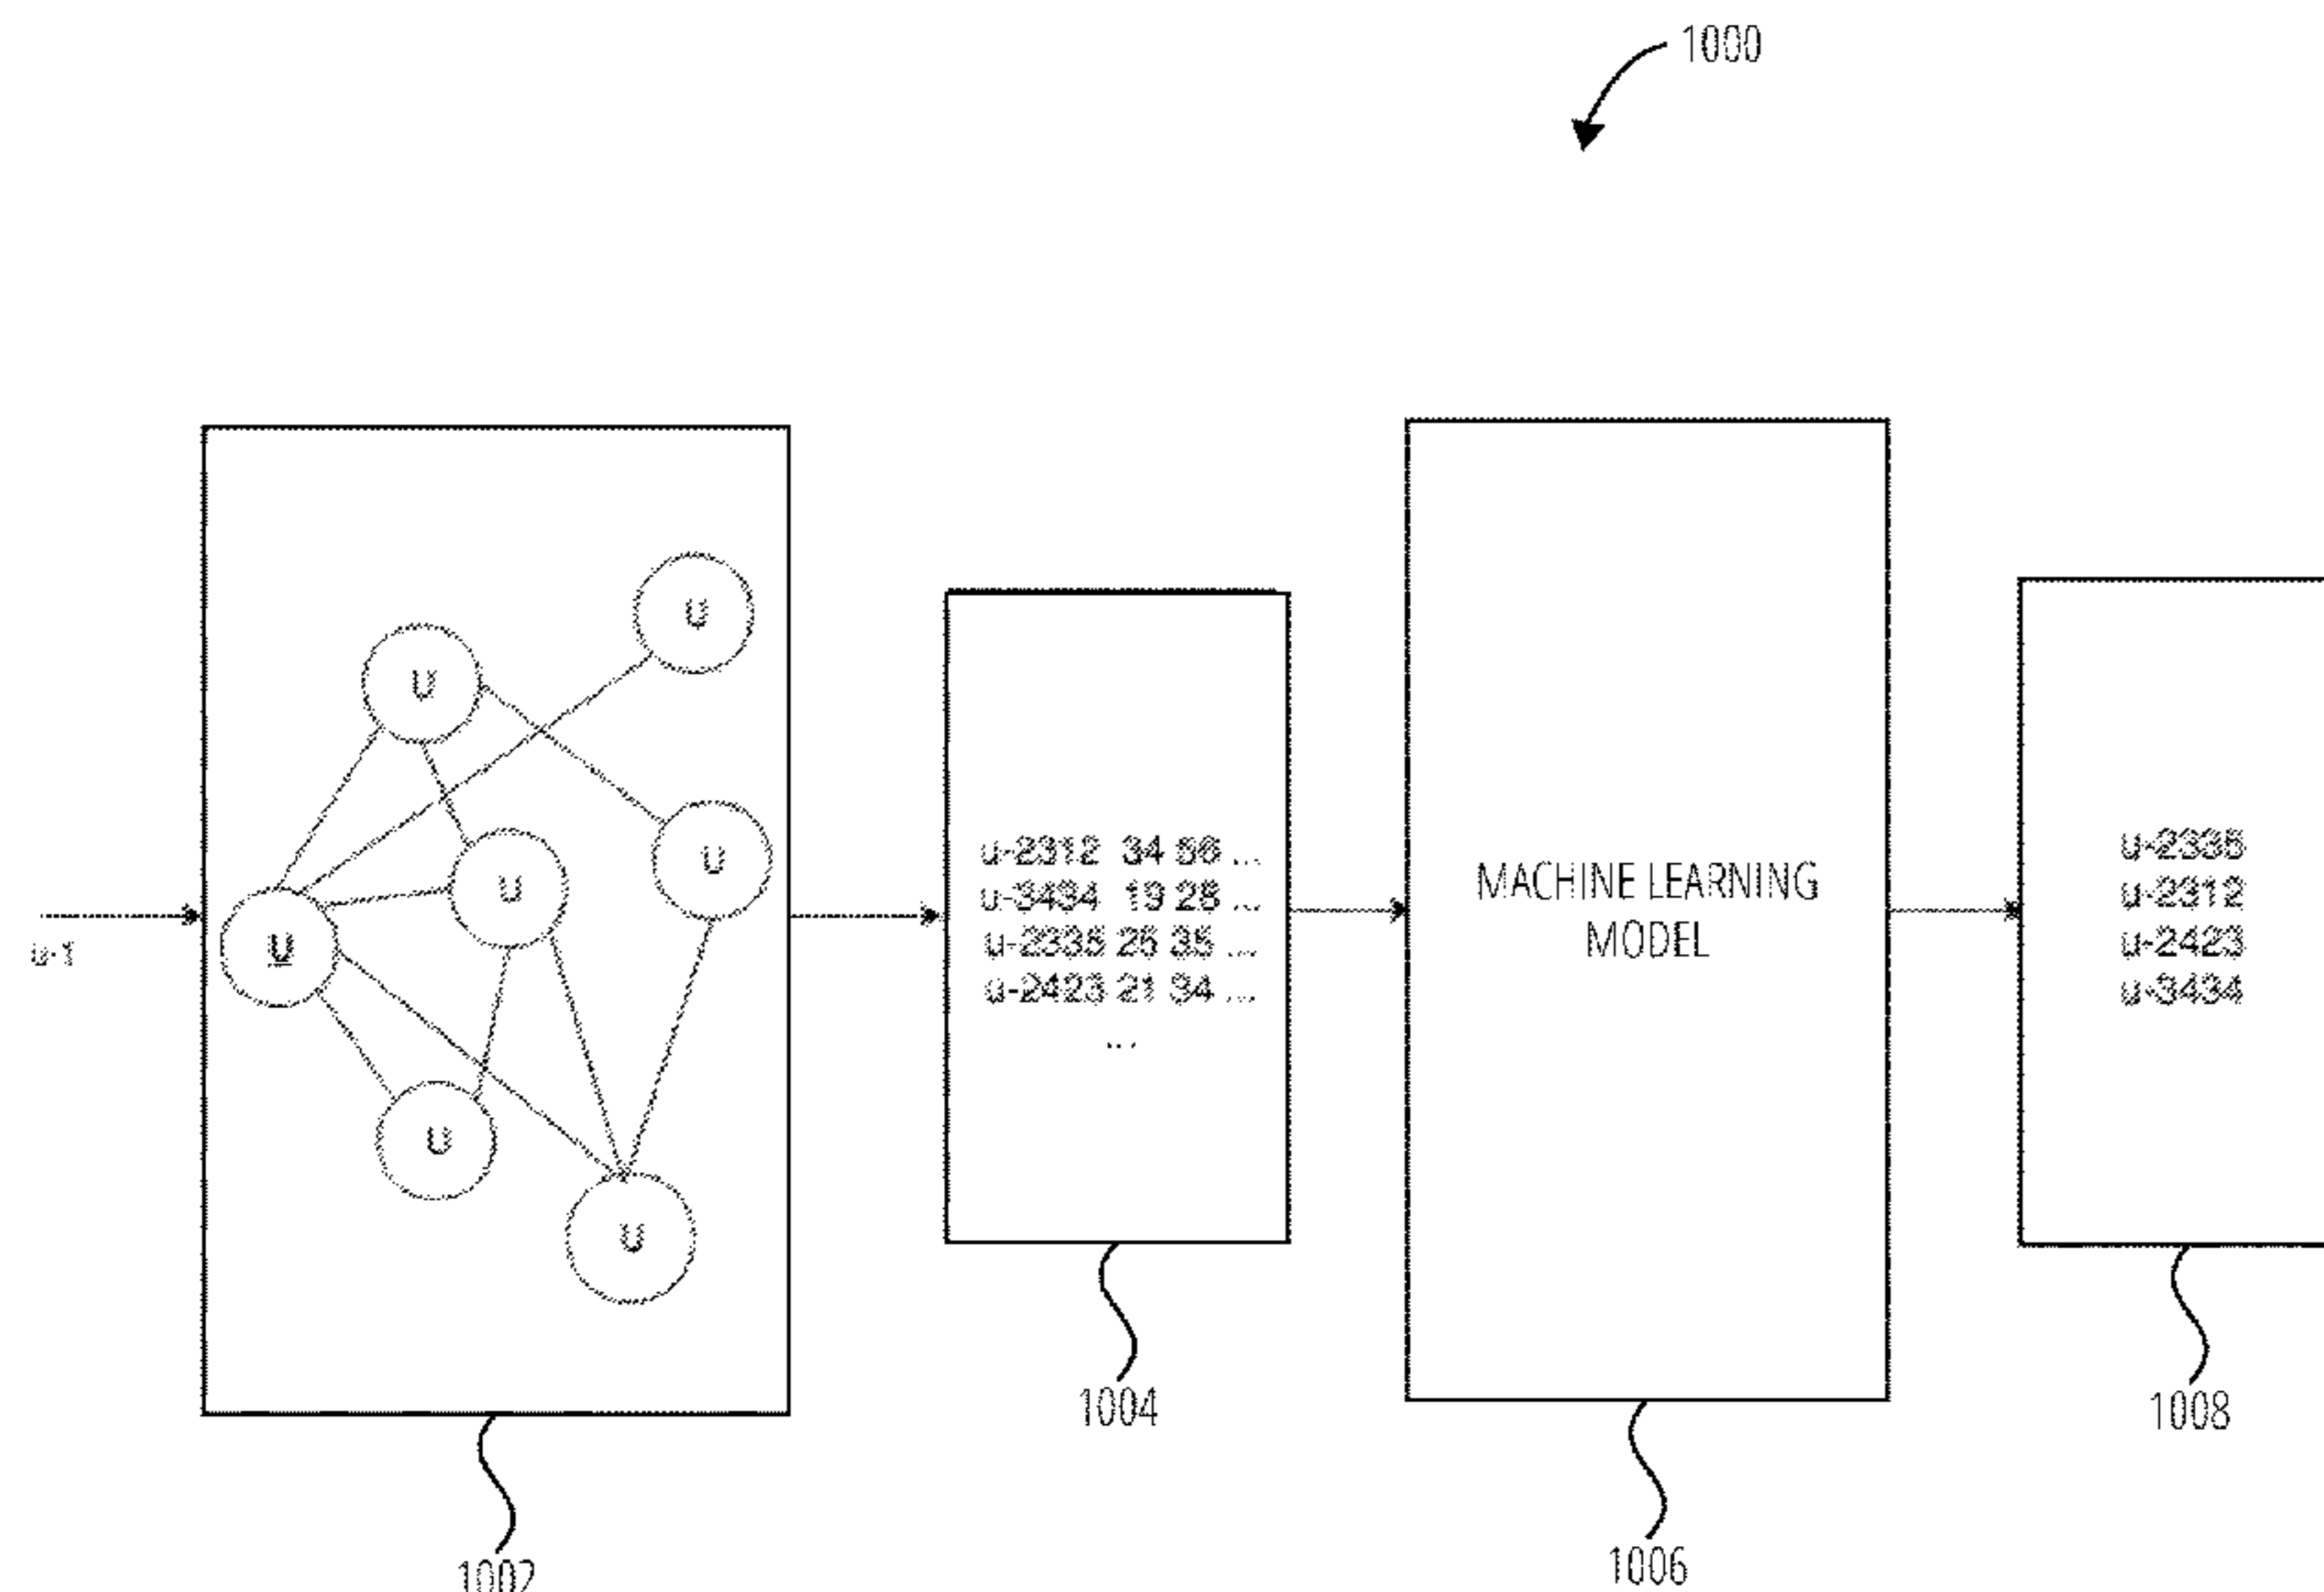 1000
U
U
U
U
U
U
U
u-1
u-2312 34 56 ...
u-3434 19 28 ...
u-2335 25 35 ...
u-2423 21 34 ...
...
MACHINE LEARNING
MODEL
u-2335
u-2312
u-2423
u-3434
1002
1004
1006
1008